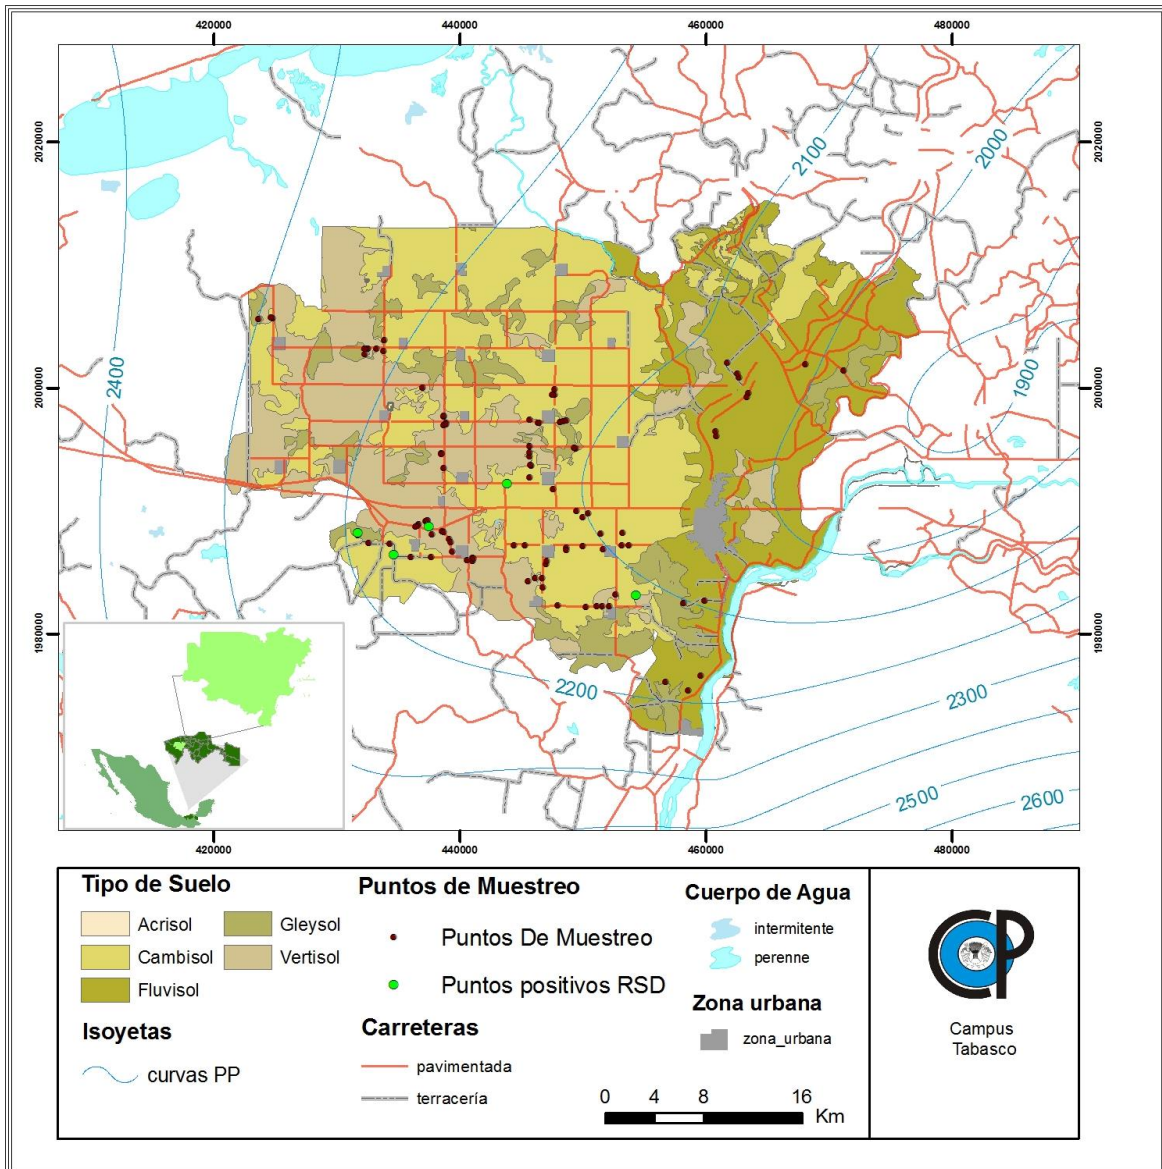 420000 440000 460000 480000
2020000 2020000
2000000 2000000
1980000 1980000
2400
2100
2000
1900
2200
2300
2500
2600
420000 440000 460000 480000
Tipo de Suelo
Acrisol
Cambisol
Fluvisol
Gleysol
Vertisol
Isoyetas
curvas PP
Puntos de Muestreo
Puntos De Muestreo
Puntos positivos RSD
Carreteras
pavimentada
terracería
Cuerpo de Agua
intermitente
perenne
Zona urbana
zona_urbana
0 4 8 16
Km
CP
Campus
Tabasco